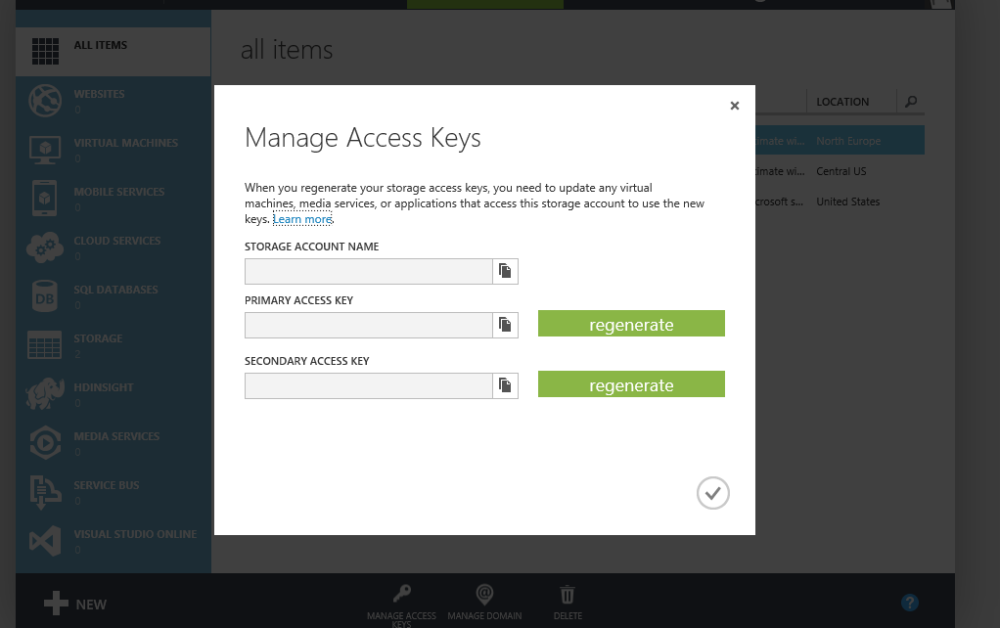 ALL ITEMS
WEBSITES
0
VIRTUAL MACHINES
0
MOBILE SERVICES
0
CLOUD SERVICES
0
DB
SQL DATABASES
0
STORAGE
2
HDINSIGHT
0
MEDIA SERVICES
0
SERVICE BUS
0
VISUAL STUDIO ONLINE
0
all items
LOCATION
imate wi... North Europe
timate wi... Central US
crosoft s... United States
Manage Access Keys
When you regenerate your storage access keys, you need to update any virtual
machines, media services, or applications that access this storage account to use the new
keys. Learn more.
STORAGE ACCOUNT NAME
PRIMARY ACCESS KEY
regenerate
SECONDARY ACCESS KEY
regenerate
NEW
MANAGE ACCESS
KEYS
MANAGE DOMAIN
DELETE
?